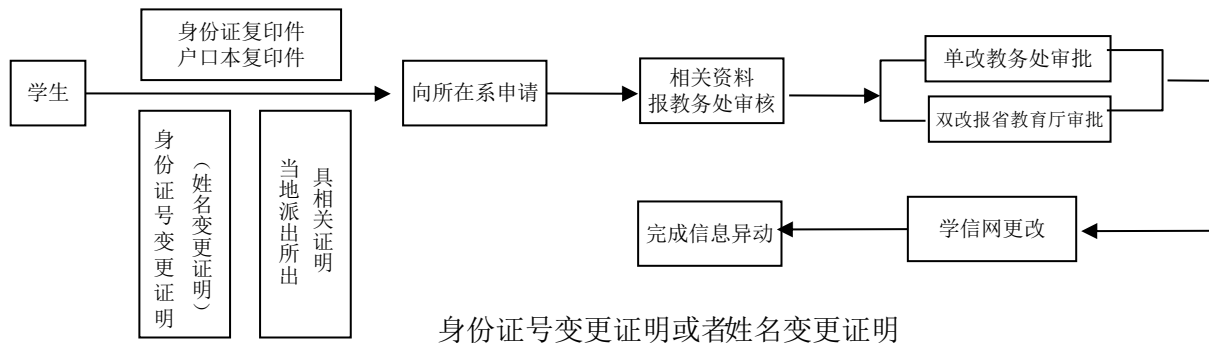 身份证复印件
户口本复印件
学生
向所在系申请
相关资料
报教务处审核
单改教务处审批
双改报省教育厅审批
身份证号变更证明
（姓名变更证明）
当地派出所出
具相关证明
完成信息异动
学信网更改
身份证号变更证明或者姓名变更证明